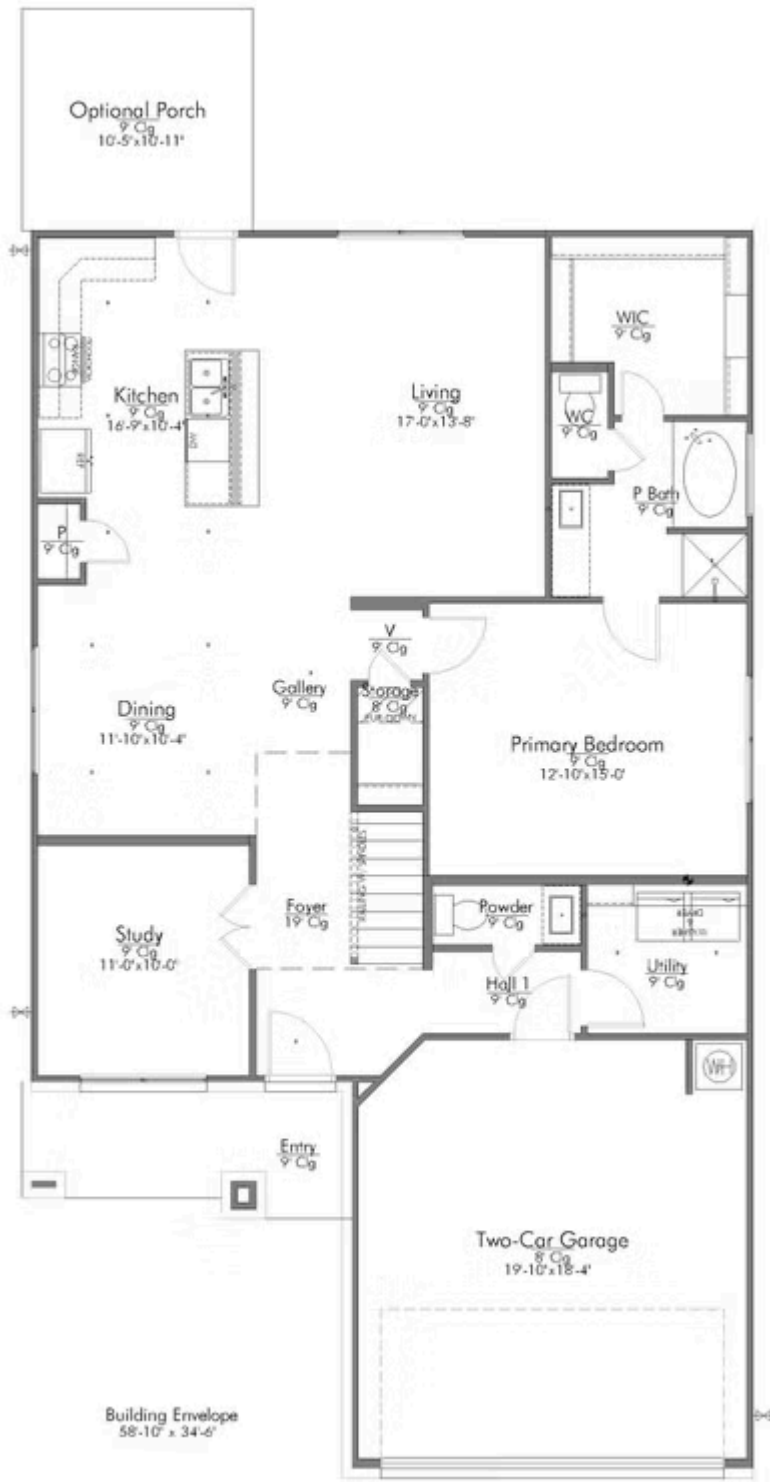 Optional Porch
9' Clg
10'-5"x10'-11"
WIC
9' Clg
Kitchen
9' Clg
16'-9"x10'-4"
Living
9' Clg
17'-0"x13'-8"
WC
9' Clg
DW
REF
P Bath
9' Clg
P
9' Clg
V
9' Clg
Storage
8' Clg
Gallery
9' Clg
Dining
9' Clg
11'-10"x10'-4"
Primary Bedroom
9' Clg
12'-10"x15'-0"
Foyer
19' Clg
Powder
9' Clg
WASHER
&
DRYER
Study
9' Clg
11'-0"x10'-0"
Utility
9' Clg
Hall 1
9' Clg
WH
Entry
9' Clg
Two-Car Garage
8' Clg
19'-10"x18'-4"
Building Envelope
58'-10" x 34'-6"